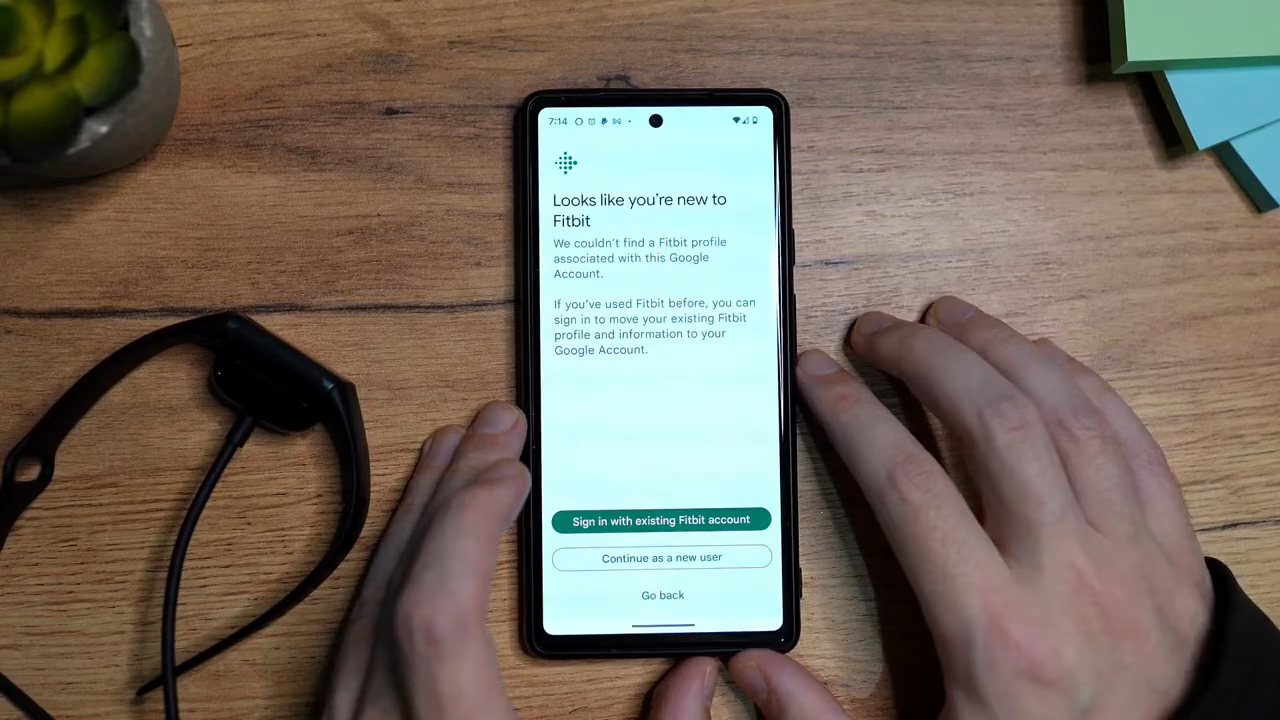 7:14
Looks like you're new to
Fitbit
We couldn't find a Fitbit profile
associated with this Google
Account.
If you've used Fitbit before, you can
sign in to move your existing Fitbit
profile and information to your
Google Account.
Sign in with existing Fitbit account
Continue as a new user
Go back